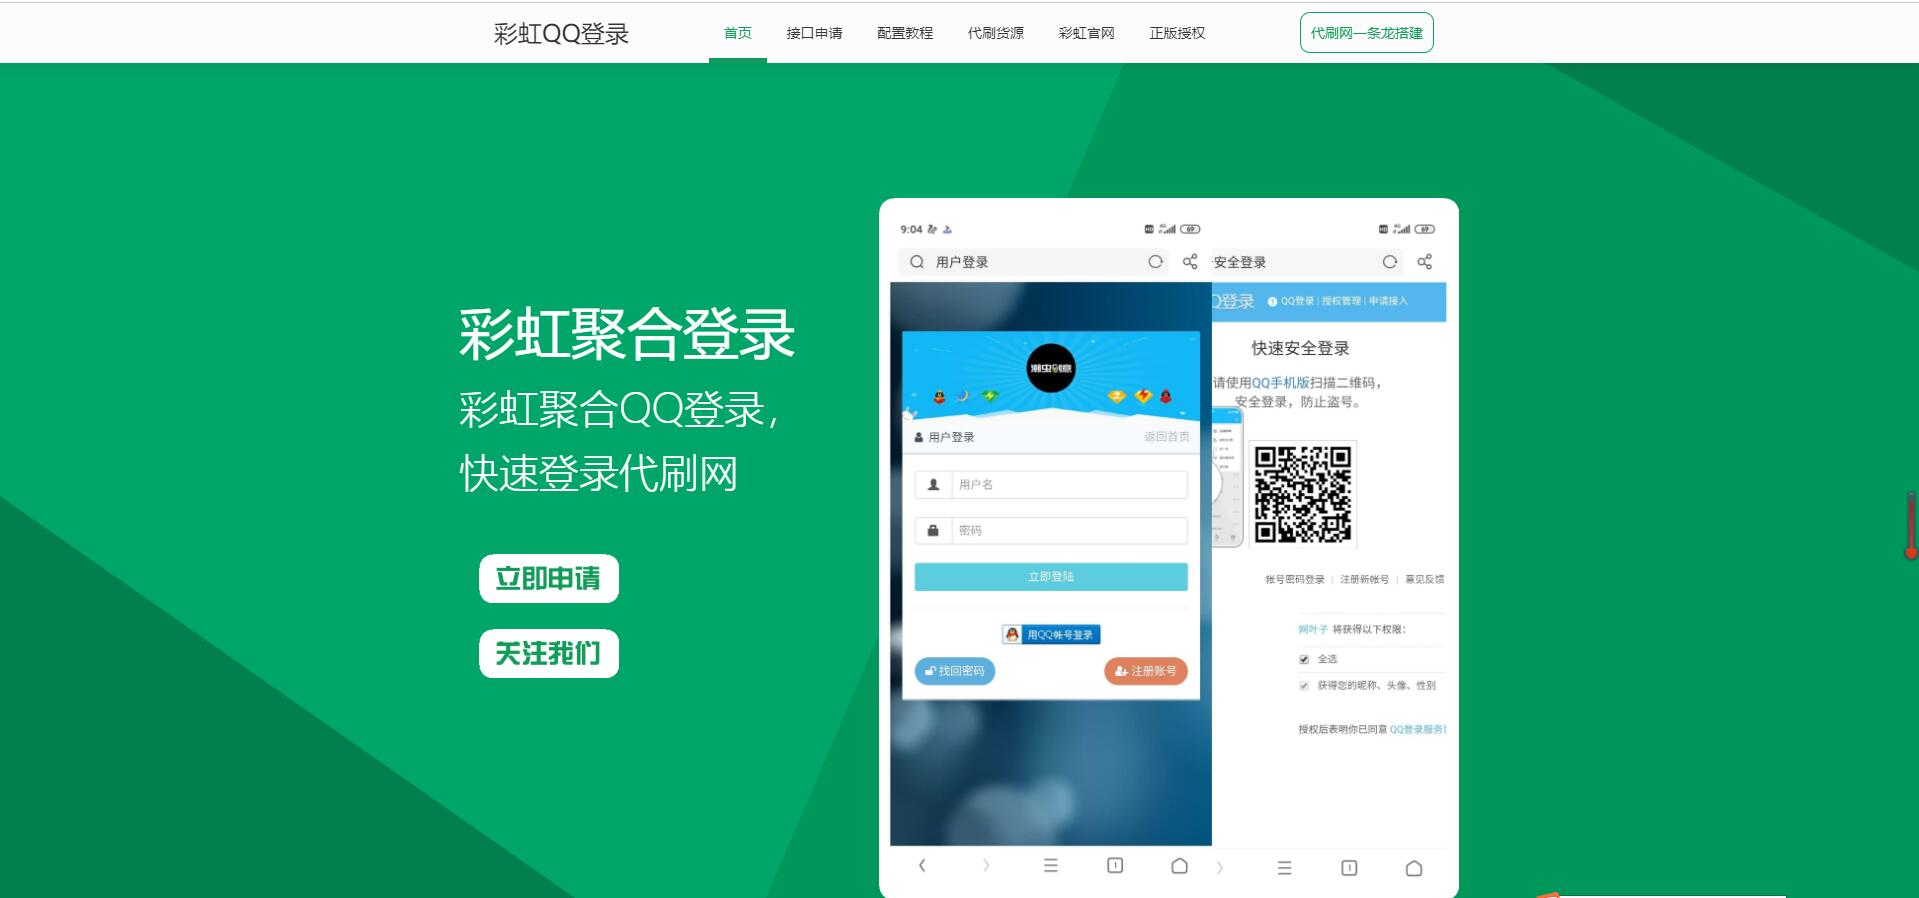 彩虹QQ登录
首页 接口申请 配置教程 代刷货源 彩虹官网 正版授权
代刷网一条龙搭建
彩虹聚合登录
彩虹聚合QQ登录，
快速登录代刷网
立即申请
关注我们
9:04
用户登录
潮虫创意
用户登录
返回首页
用户名
密码
立即登陆
用QQ帐号登录
找回密码
注册账号
安全登录
Q登录
QQ登录 | 授权管理 | 申请接入
快速安全登录
请使用QQ手机版扫描二维码，
安全登录，防止盗号。
帐号密码登录 | 注册新帐号 | 意见反馈
网叶子 将获得以下权限：
全选
获得您的昵称、头像、性别
授权后表明你已同意 QQ登录服务